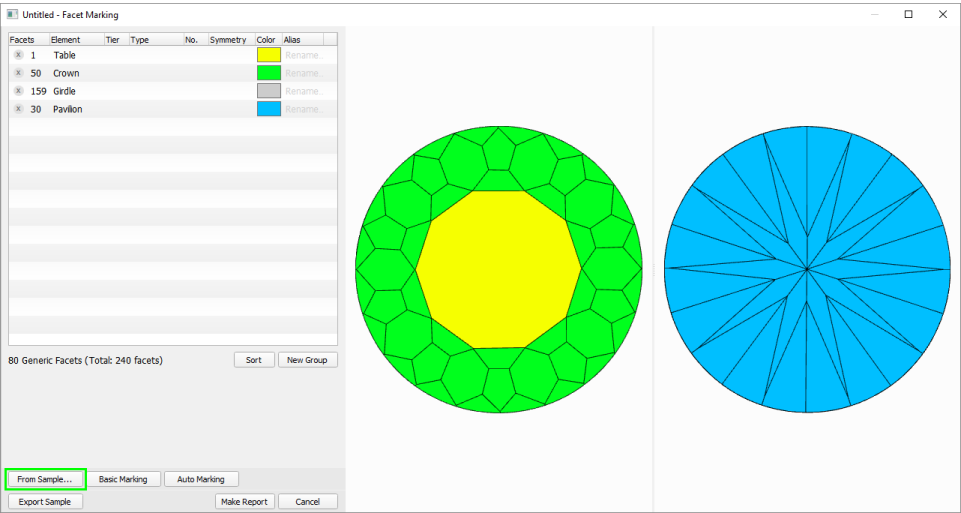 Untitled - Facet Marking
Facets Element Tier Type No. Symmetry Color Alias
x 1 Table Rename...
x 50 Crown Rename...
x 159 Girdle Rename...
x 30 Pavilion Rename...
80 Generic Facets (Total: 240 facets) Sort New Group
From Sample... Basic Marking Auto Marking
Export Sample Make Report Cancel